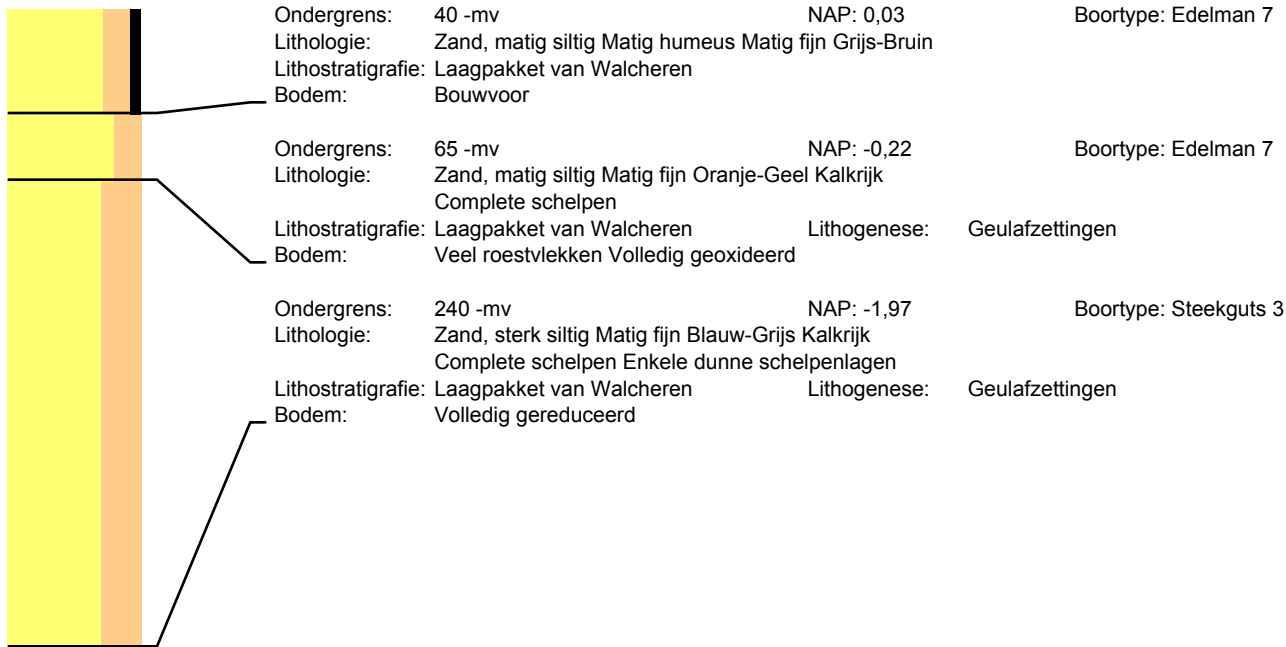 Ondergrens: 40 -mv NAP: 0,03 Boortype: Edelman 7
Lithologie: Zand, matig siltig Matig humeus Matig fijn Grijs-Bruin
Lithostratigrafie: Laagpakket van Walcheren
Bodem: Bouwvoor
Ondergrens: 65 -mv NAP: -0,22 Boortype: Edelman 7
Lithologie: Zand, matig siltig Matig fijn Oranje-Geel Kalkrijk
Complete schelpen
Lithostratigrafie: Laagpakket van Walcheren Lithogenese: Geulafzettingen
Bodem: Veel roestvlekken Volledig geoxideerd
Ondergrens: 240 -mv NAP: -1,97 Boortype: Steekguts 3
Lithologie: Zand, sterk siltig Matig fijn Blauw-Grijs Kalkrijk
Complete schelpen Enkele dunne schelpenlagen
Lithostratigrafie: Laagpakket van Walcheren Lithogenese: Geulafzettingen
Bodem: Volledig gereduceerd